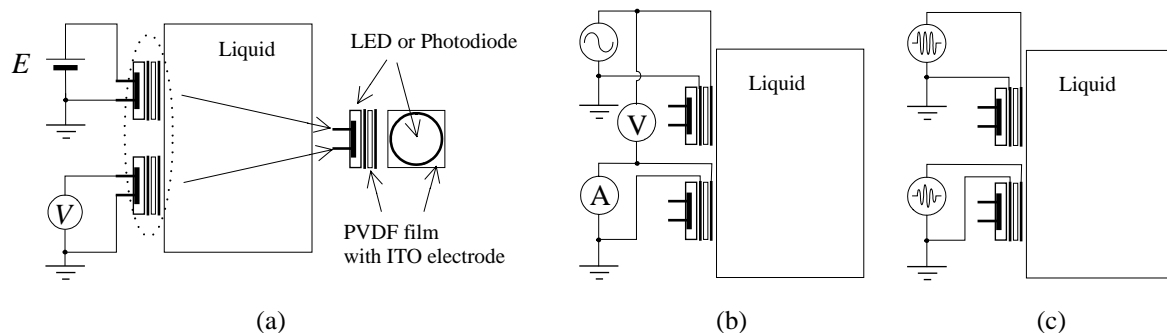 Liquid
LED or Photodiode
E
V
PVDF film
with ITO electrode
(a)
V
A
Liquid
(b)
Liquid
(c)